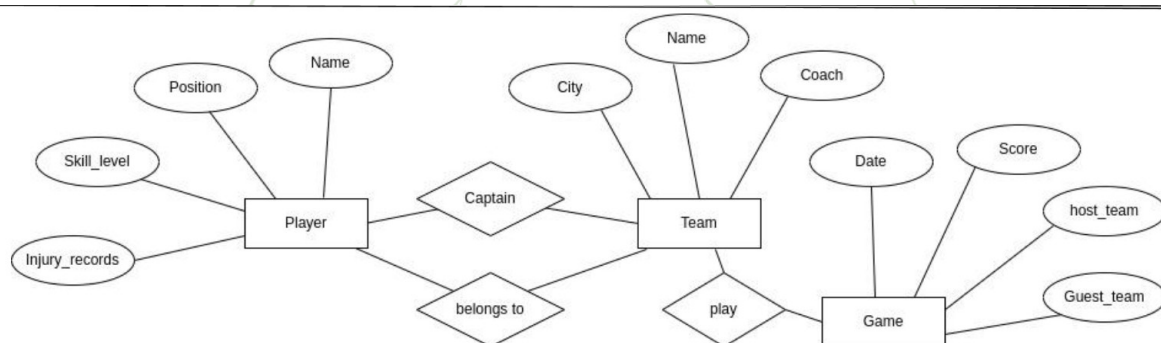 Name
Name
Position
City
Coach
Skill_level
Date
Score
Captain
host_team
Player
Team
Injury_records
Guest_team
belongs to
play
Game